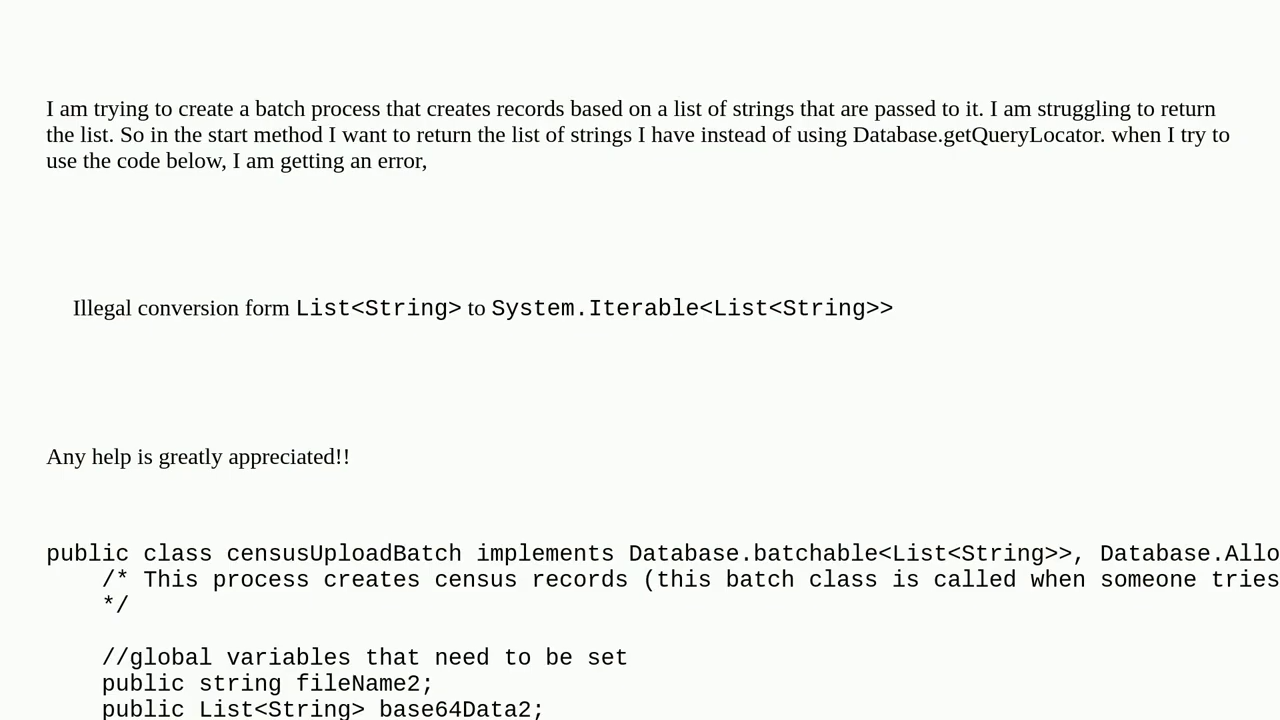 I am trying to create a batch process that creates records based on a list of strings that are passed to it. I am struggling to return
the list. So in the start method I want to return the list of strings I have instead of using Database.getQueryLocator. when I try to
use the code below, I am getting an error,
Illegal conversion form List<String> to System.Iterable<List<String>>
Any help is greatly appreciated!!
public class censusUploadBatch implements Database.batchable<List<String>>, Database.Allo
/* This process creates census records (this batch class is called when someone tries
*/
//global variables that need to be set
public string fileName2;
public List<String> base64Data2;